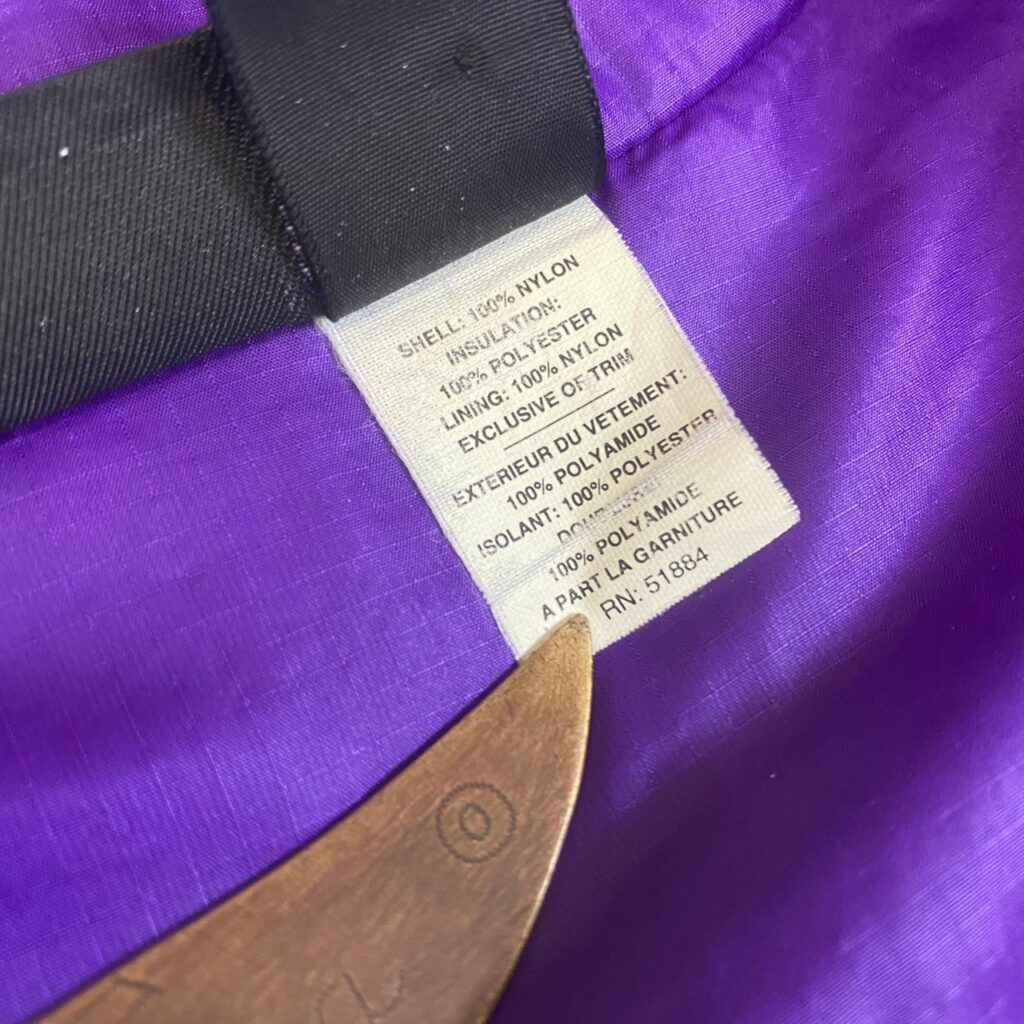 SHELL: 100% NYLON
INSULATION:
100% POLYESTER
LINING: 100% NYLON
EXCLUSIVE OF TRIM
EXTERIEUR DU VETEMENT:
100% POLYAMIDE
ISOLANT: 100% POLYESTER
100% POLYAMIDE
A PART LA GARNITURE
RN: 51884